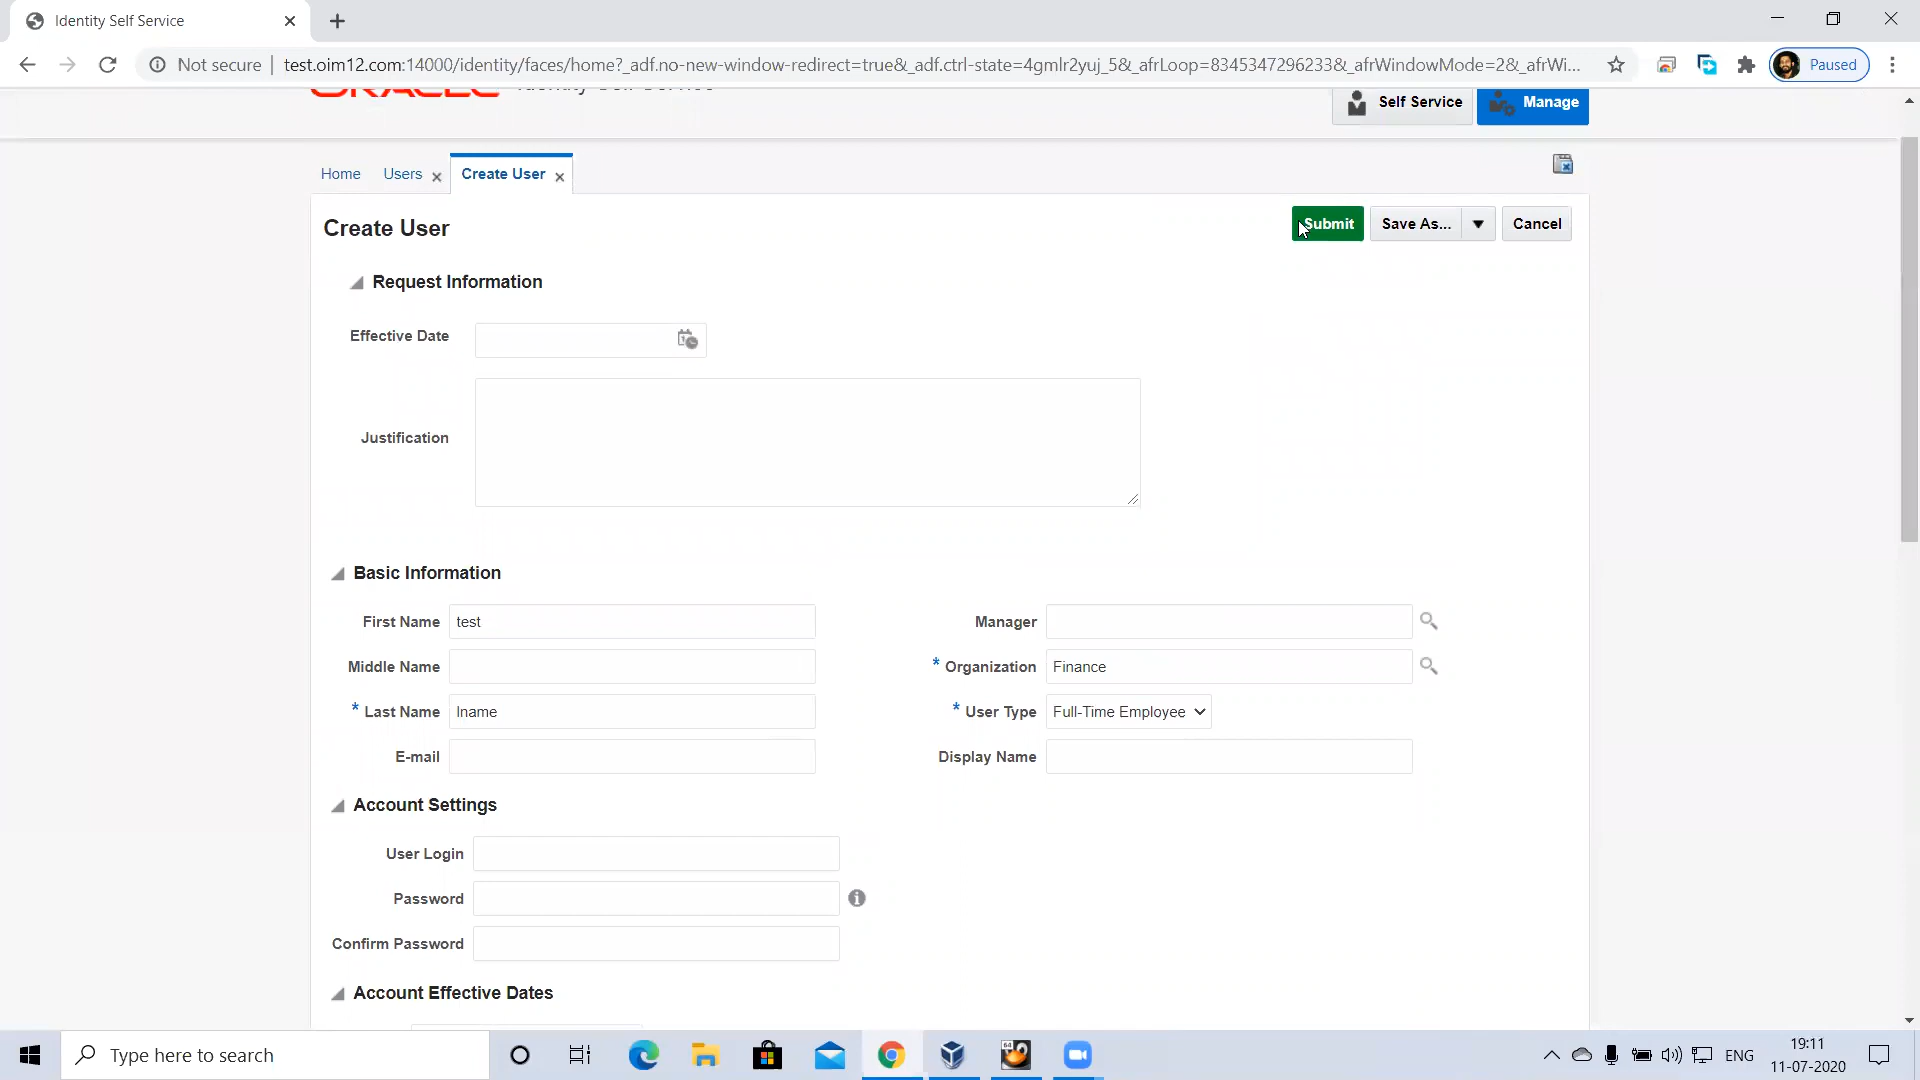 Identity Self Service
Not secure
test.oim12.com:14000/identity/faces/home?_adf.no-new-window-redirect=true&_adf.ctrl-state=4gmlr2yuj_5&_afrLoop=8345347296233&_afrWindowMode=2&_afrWi...
Paused
ORACLE Identity Self Service
Self Service
Manage
Home
Users
Create User
Create User
Submit
Save As...
Cancel
Request Information
Effective Date
Justification
Basic Information
First Name test
Manager
Middle Name
* Organization Finance
* Last Name lname
* User Type Full-Time Employee
E-mail
Display Name
Account Settings
User Login
Password
Confirm Password
Account Effective Dates
Type here to search
64
ENG
19:11
11-07-2020